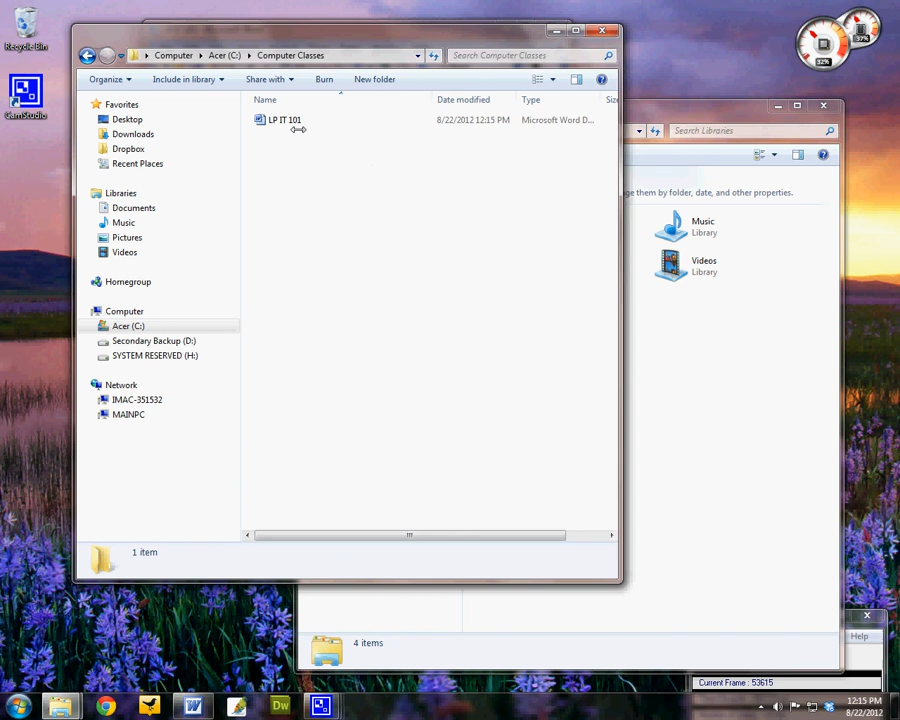 Recycle Bin
CamStudio
Computer Acer (C:) Computer Classes
Search Computer Classes
Organize Include in library Share with Burn New folder
Name Date modified Type Size
LP IT 101 8/22/2012 12:15 PM Microsoft Word D...
Favorites
Desktop
Downloads
Dropbox
Recent Places
Libraries
Documents
Music
Pictures
Videos
Homegroup
Computer
Acer (C:)
Secondary Backup (D:)
SYSTEM RESERVED (H:)
Network
IMAC-351532
MAINPC
1 item
Search Libraries
ge them by folder, date, and other properties.
Music
Library
Videos
Library
4 items
92%
37%
Help
Current Frame : 53615
Dw
12:15 PM
8/22/2012